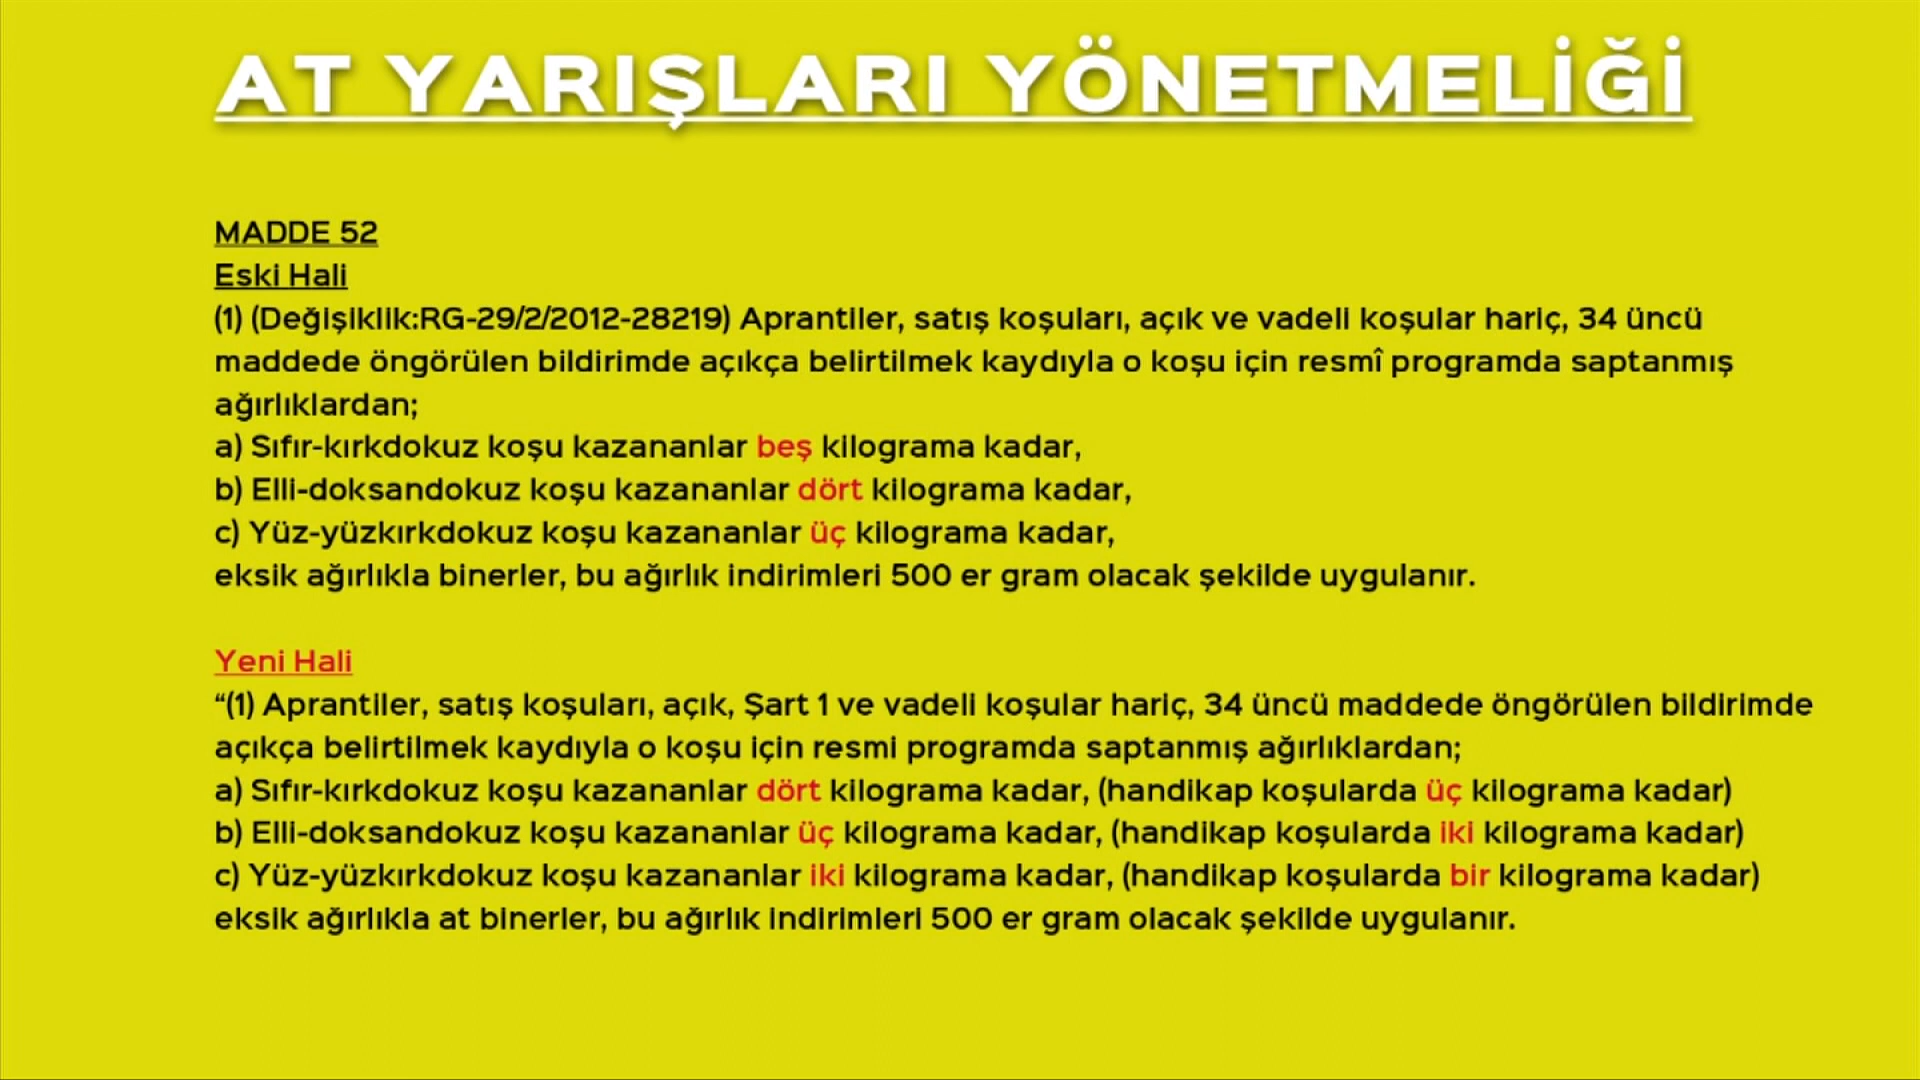 AT YARIŞLARI YÖNETMELİĞİ
MADDE 52
Eski Hali
(1) (Değişiklik:RG-29/2/2012-28219) Aprantiler, satış koşuları, açık ve vadeli koşular hariç, 34 üncü
maddede öngörülen bildirimde açıkça belirtilmek kaydıyla o koşu için resmî programda saptanmış
ağırlıklardan;
a) Sıfır-kırkdokuz koşu kazananlar beş kilograma kadar,
b) Elli-doksandokuz koşu kazananlar dört kilograma kadar,
c) Yüz-yüzkırkdokuz koşu kazananlar üç kilograma kadar,
eksik ağırlıkla binerler, bu ağırlık indirimleri 500 er gram olacak şekilde uygulanır.
Yeni Hali
“(1) Aprantiler, satış koşuları, açık, Şart 1 ve vadeli koşular hariç, 34 üncü maddede öngörülen bildirimde
açıkça belirtilmek kaydıyla o koşu için resmi programda saptanmış ağırlıklardan;
a) Sıfır-kırkdokuz koşu kazananlar dört kilograma kadar, (handikap koşularda üç kilograma kadar)
b) Elli-doksandokuz koşu kazananlar üç kilograma kadar, (handikap koşularda iki kilograma kadar)
c) Yüz-yüzkırkdokuz koşu kazananlar iki kilograma kadar, (handikap koşularda bir kilograma kadar)
eksik ağırlıkla at binerler, bu ağırlık indirimleri 500 er gram olacak şekilde uygulanır.